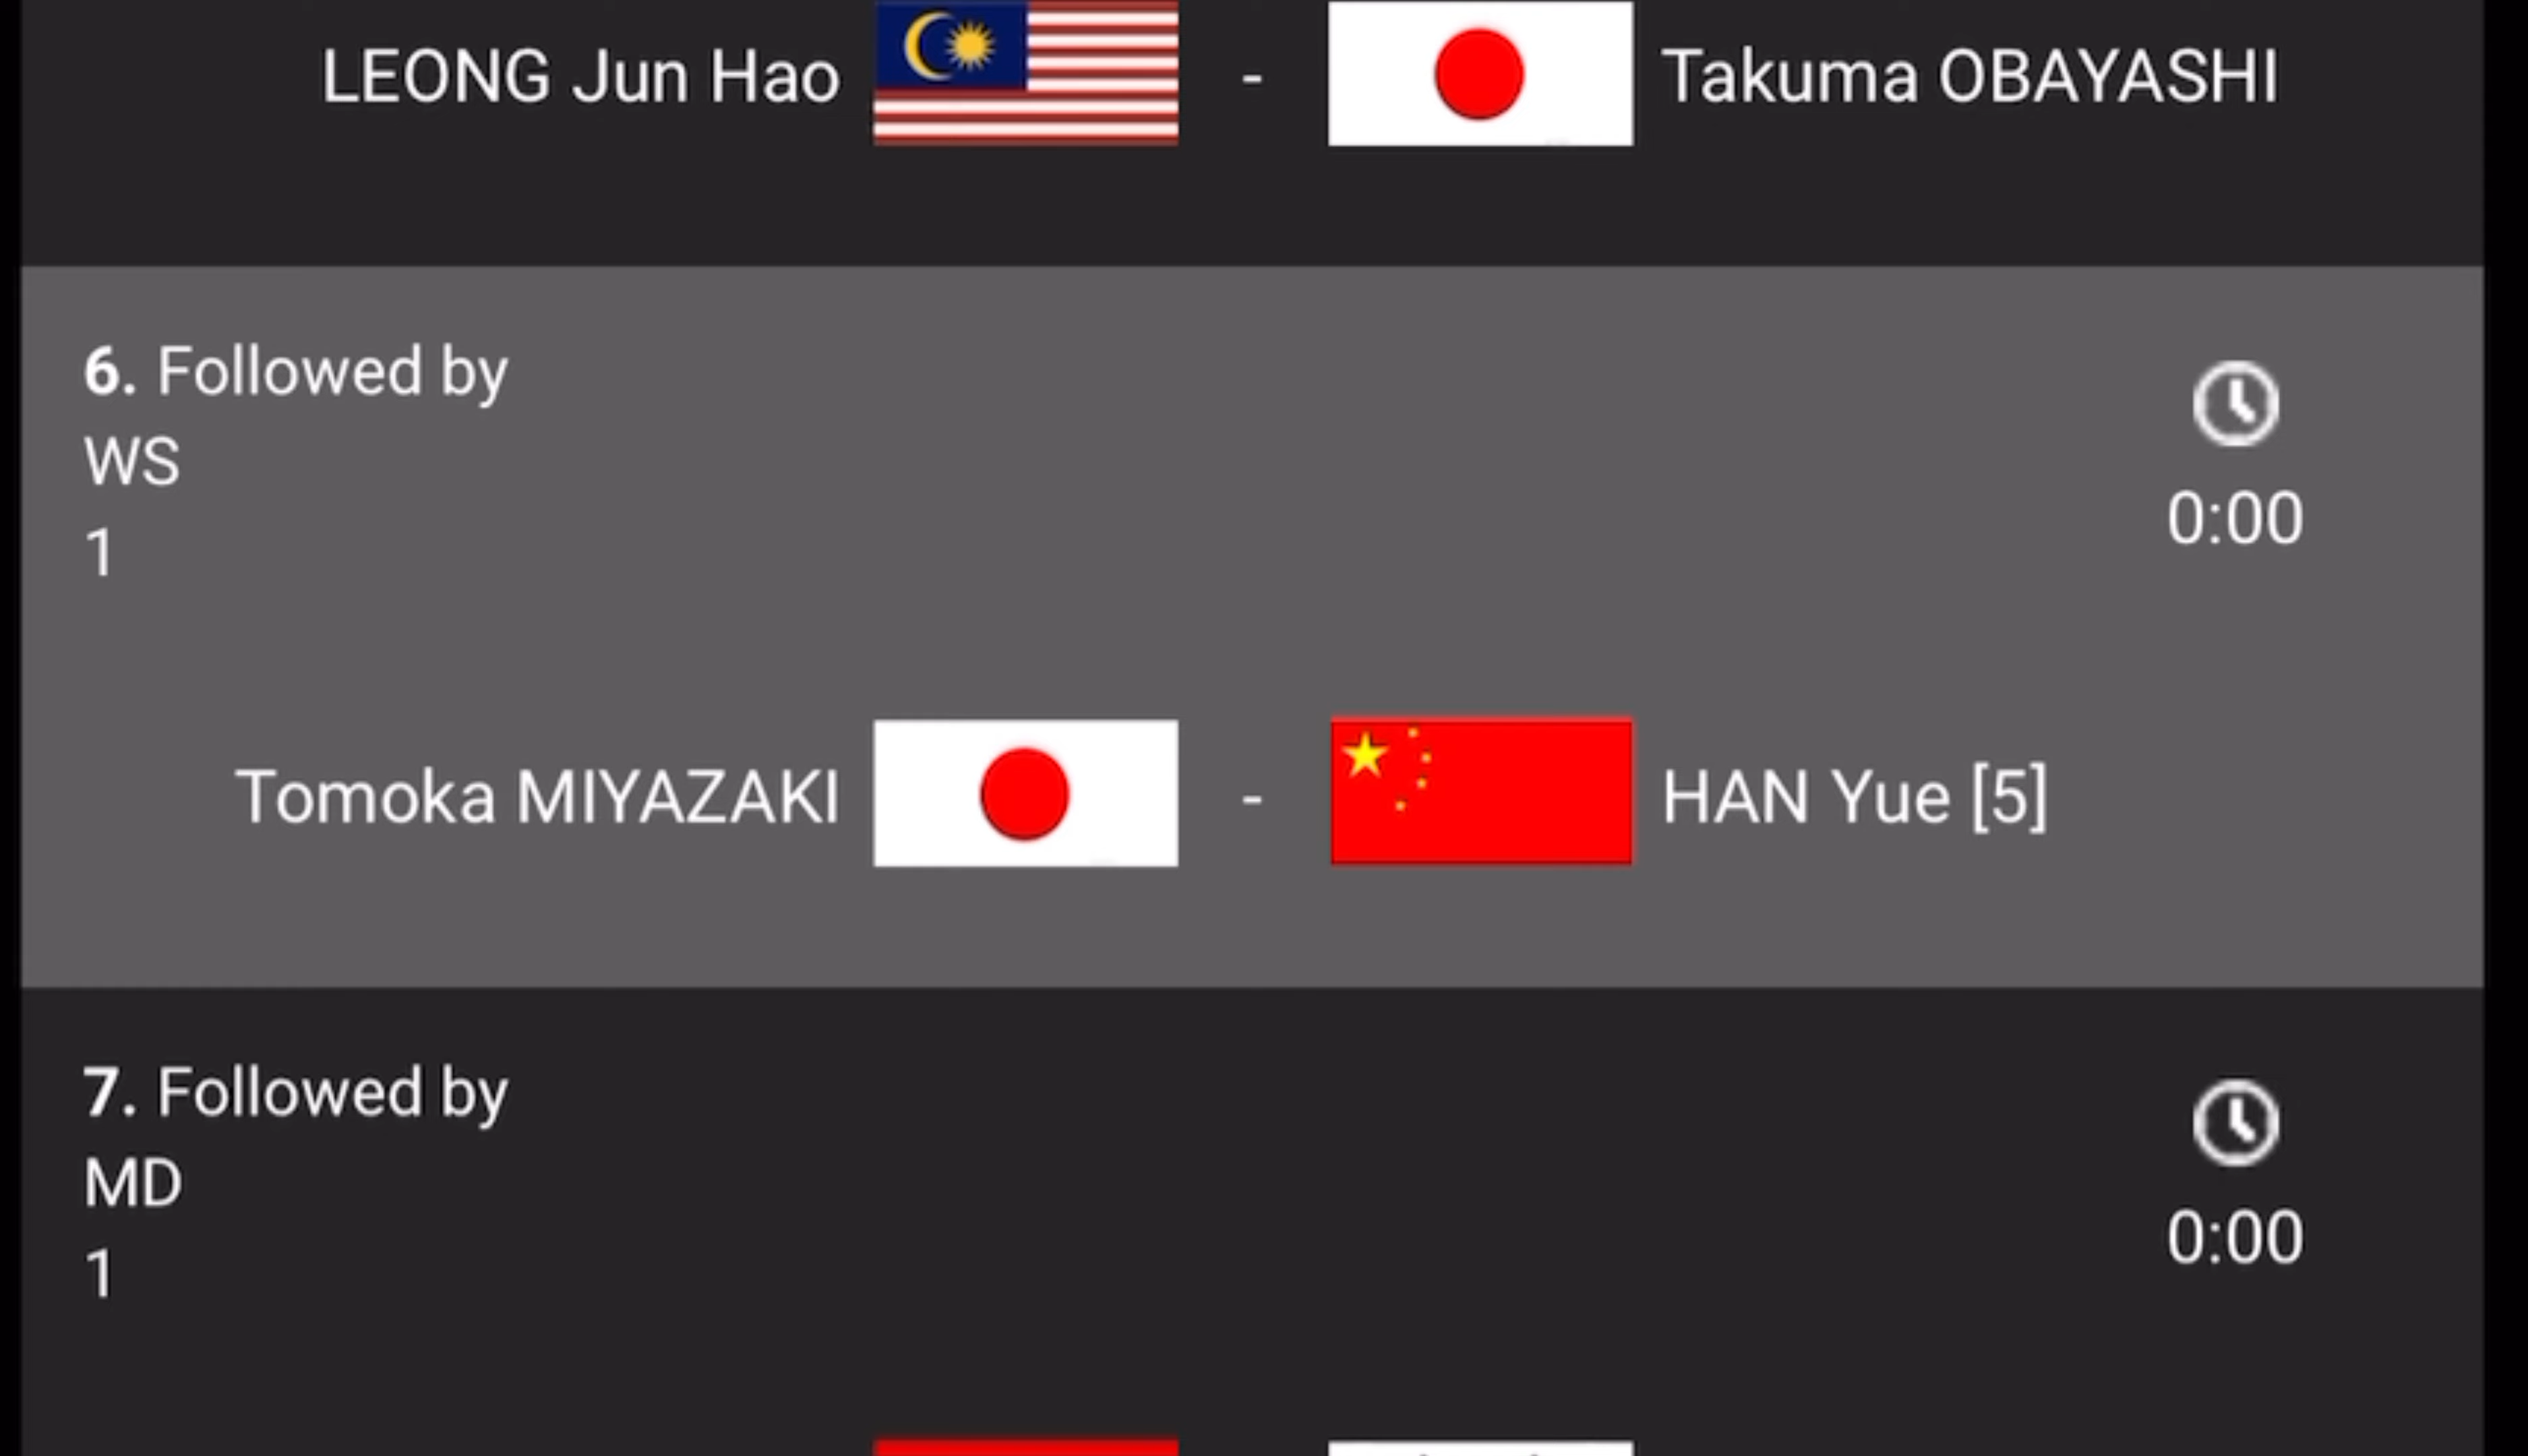 LEONG Jun Hao - Takuma OBAYASHI
6. Followed by
WS
1
0:00
Tomoka MIYAZAKI - HAN Yue [5]
7. Followed by
MD
1
0:00